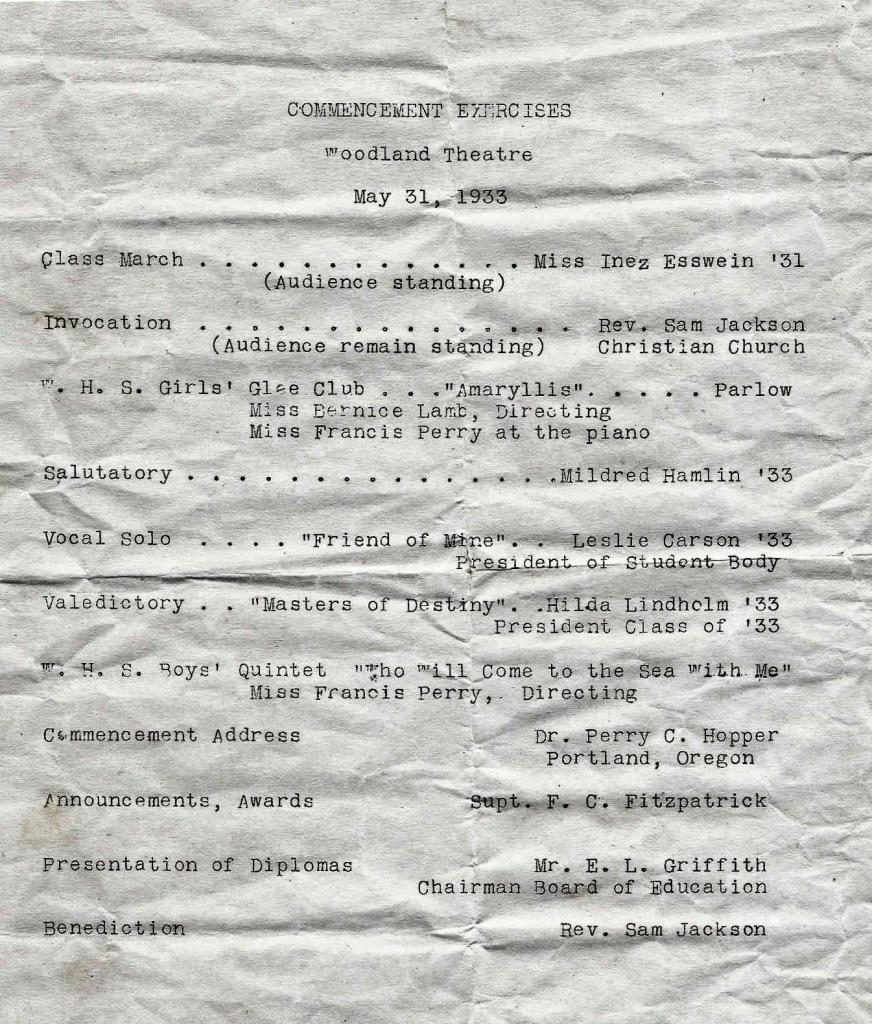 COMMENCEMENT EXERCISES
Woodland Theatre
May 31, 1933
Class March . . . . . . . . . . . . . Miss Inez Esswein '31
(Audience standing)
Invocation . . . . . . . . . . . . . . . Rev. Sam Jackson
(Audience remain standing) Christian Church
W. H. S. Girls' Glee Club . . ."Amaryllis". . . . . Parlow
Miss Bernice Lamb, Directing
Miss Francis Perry at the piano
Salutatory . . . . . . . . . . . . . . .Mildred Hamlin '33
Vocal Solo . . . . "Friend of Mine". . Leslie Carson '33
President of Student Body
Valedictory . . "Masters of Destiny". .Hilda Lindholm '33
President Class of '33
W. H. S. Boys' Quintet "Who Will Come to the Sea With Me"
Miss Francis Perry, Directing
Commencement Address Dr. Perry C. Hopper
Portland, Oregon
Announcements, Awards Supt. F. C. Fitzpatrick
Presentation of Diplomas Mr. E. L. Griffith
Chairman Board of Education
Benediction Rev. Sam Jackson